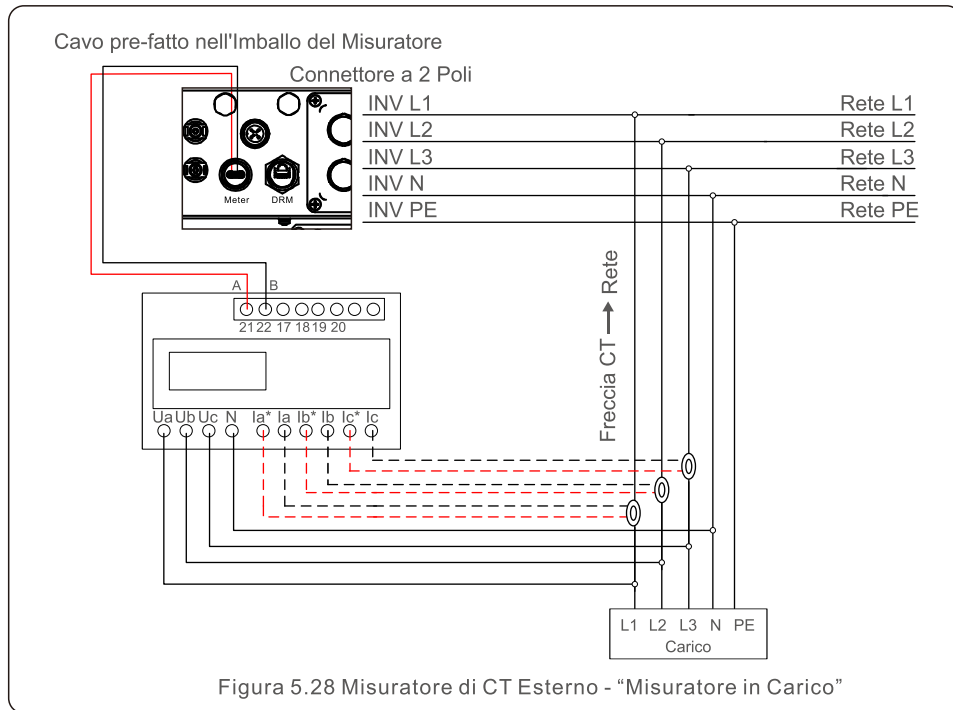 Cavo pre-fatto nell'Imballo del Misuratore
Connettore a 2 Poli
INV L1 Rete L1
INV L2 Rete L2
INV L3 Rete L3
INV N Rete N
INV PE Rete PE
Meter DRM
A B
21 22 17 18 19 20
Freccia CT → Rete
Ua Ub Uc N Ia* Ia Ib* Ib Ic* Ic
L1 L2 L3 N PE
Carico
Figura 5.28 Misuratore di CT Esterno - “Misuratore in Carico”